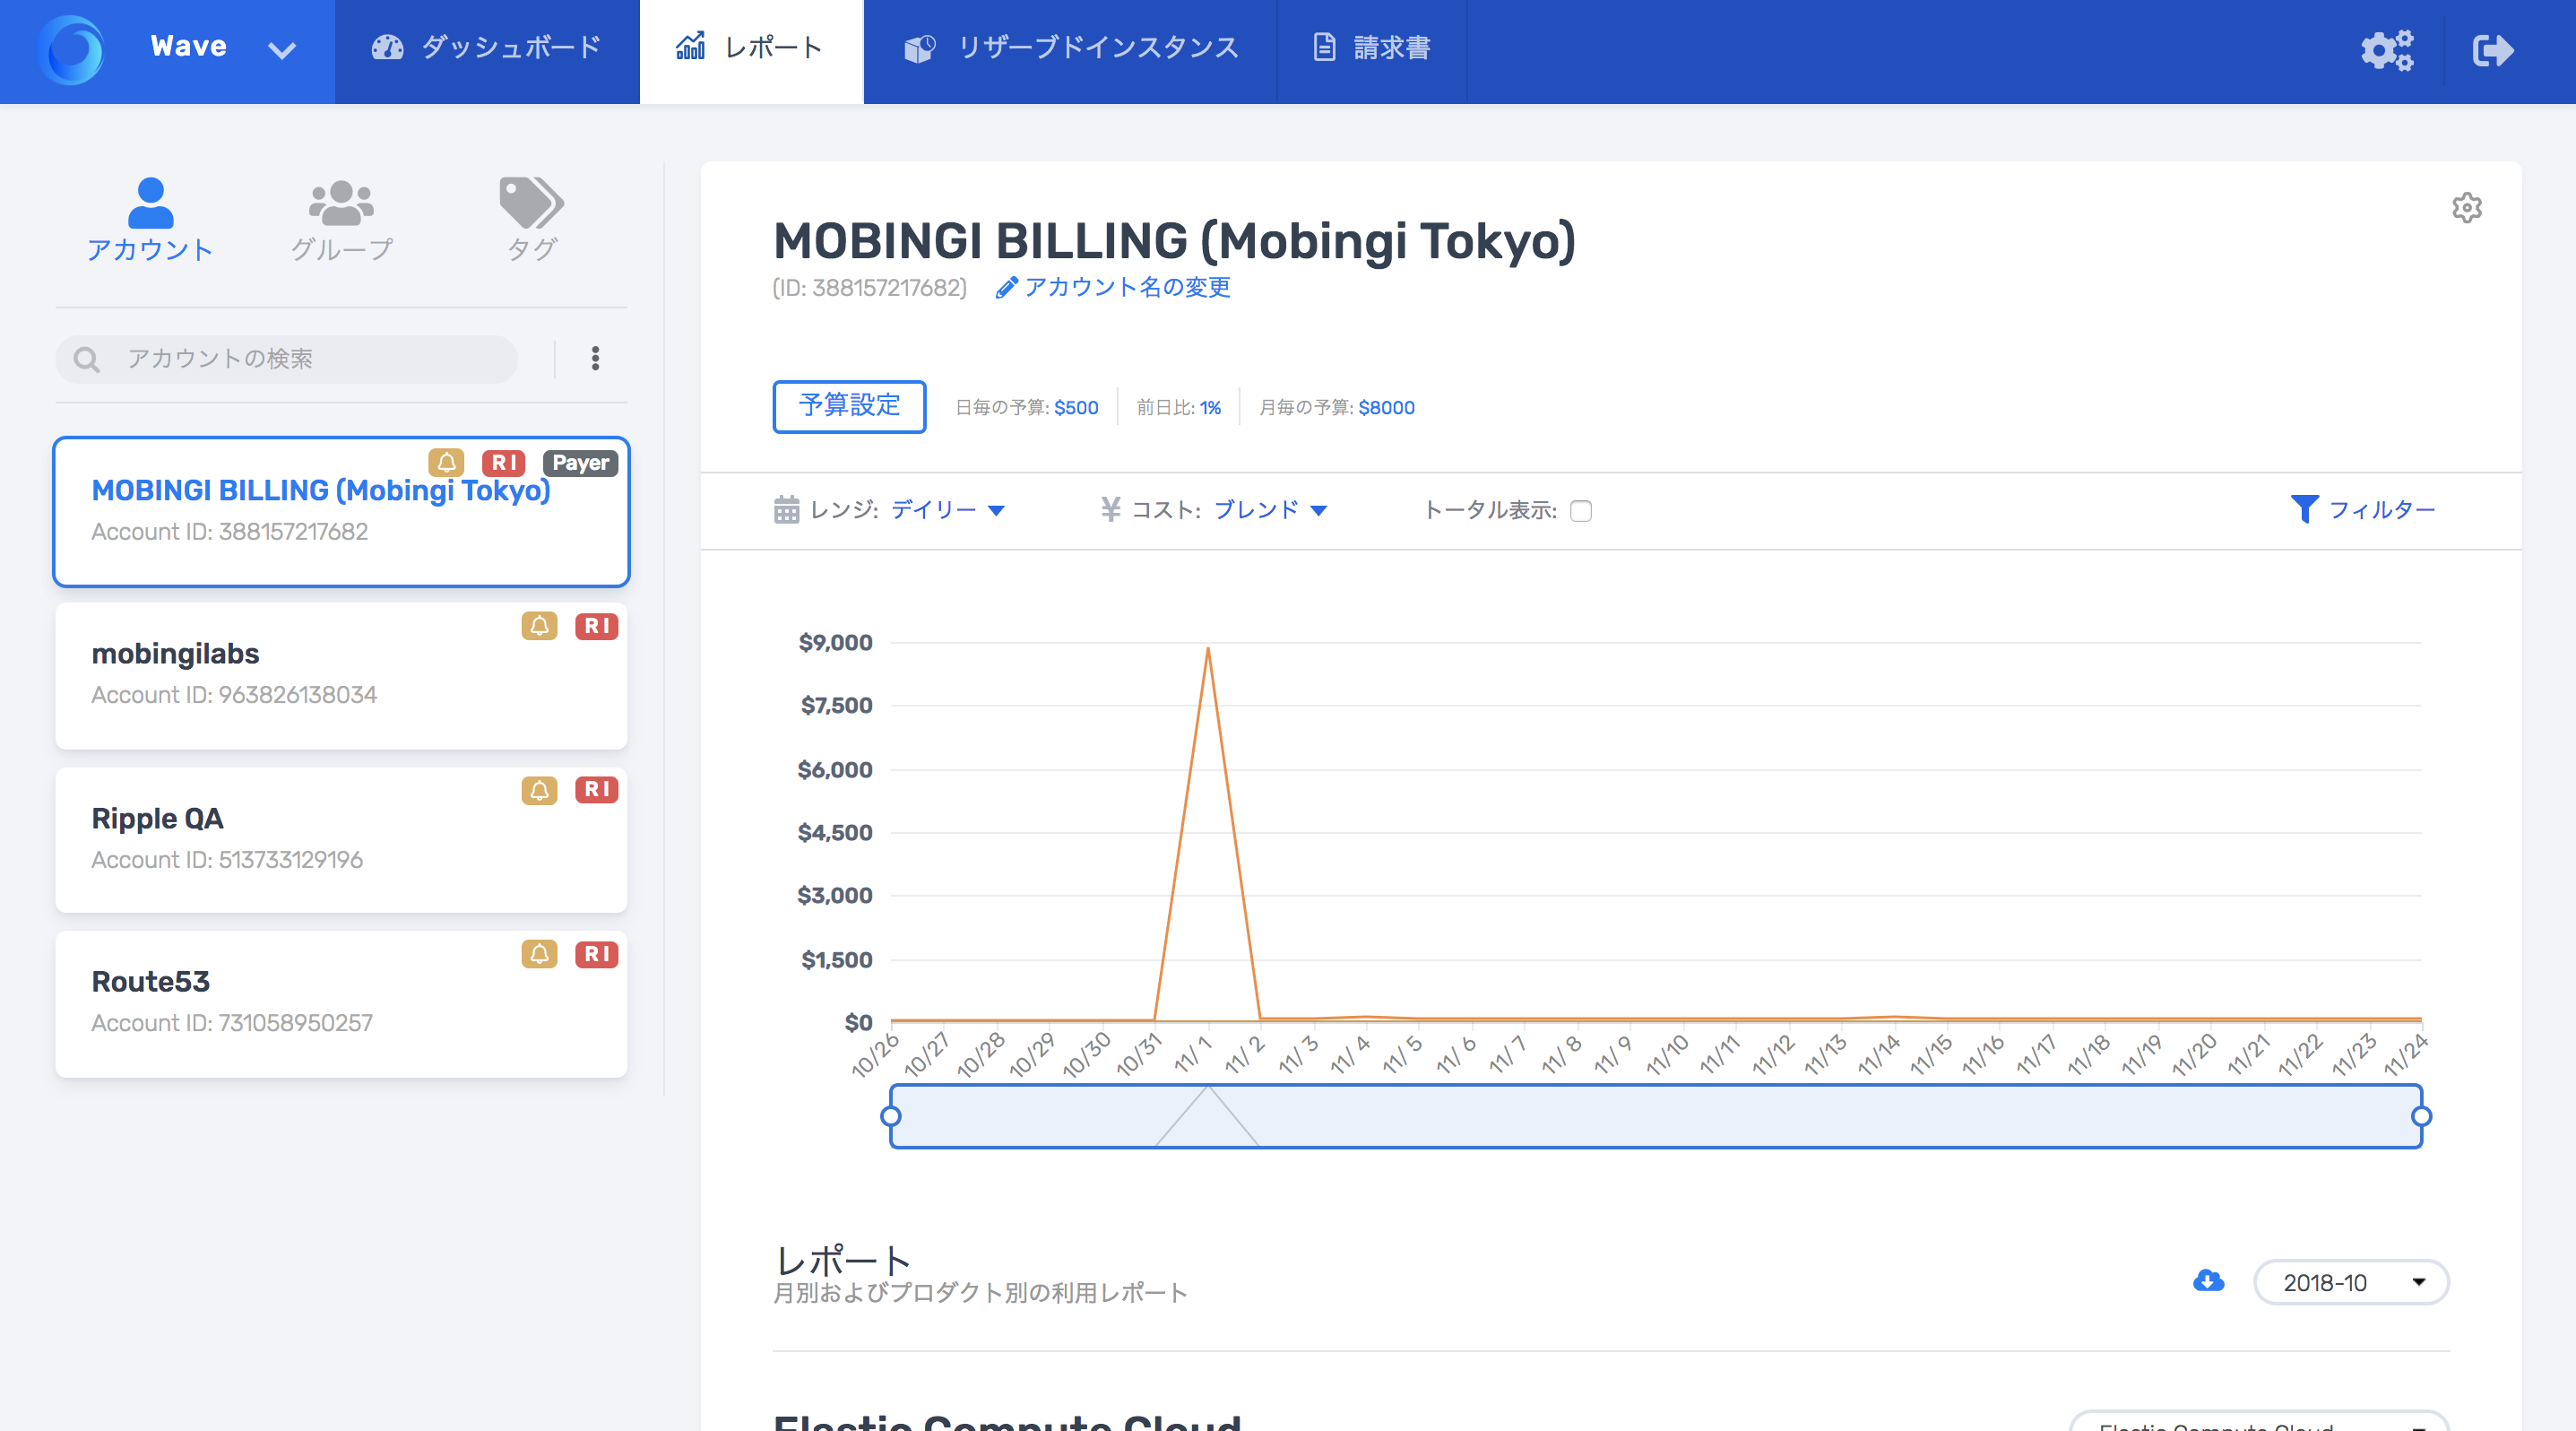 Wave
ダッシュボード
レポート
リザーブドインスタンス
請求書
アカウント
グループ
タグ
アカウントの検索
RI
Payer
MOBINGI BILLING (Mobingi Tokyo)
Account ID: 388157217682
RI
mobingilabs
Account ID: 963826138034
RI
Ripple QA
Account ID: 513733129196
RI
Route53
Account ID: 731058950257
MOBINGI BILLING (Mobingi Tokyo)
(ID: 388157217682) アカウント名の変更
予算設定 日毎の予算: $500 前日比: 1% 月毎の予算: $8000
レンジ: デイリー ¥ コスト: ブレンド トータル表示: フィルター
$9,000
$7,500
$6,000
$4,500
$3,000
$1,500
$0
10/26 10/27 10/28 10/29 10/30 10/31 11/ 1 11/ 2 11/ 3 11/ 4 11/ 5 11/ 6 11/ 7 11/ 8 11/ 9 11/10 11/11 11/12 11/13 11/14 11/15 11/16 11/17 11/18 11/19 11/20 11/21 11/22 11/23 11/24
レポート
月別およびプロダクト別の利用レポート
2018-10
Elastic Compute Cloud
Elastic Compute Cloud